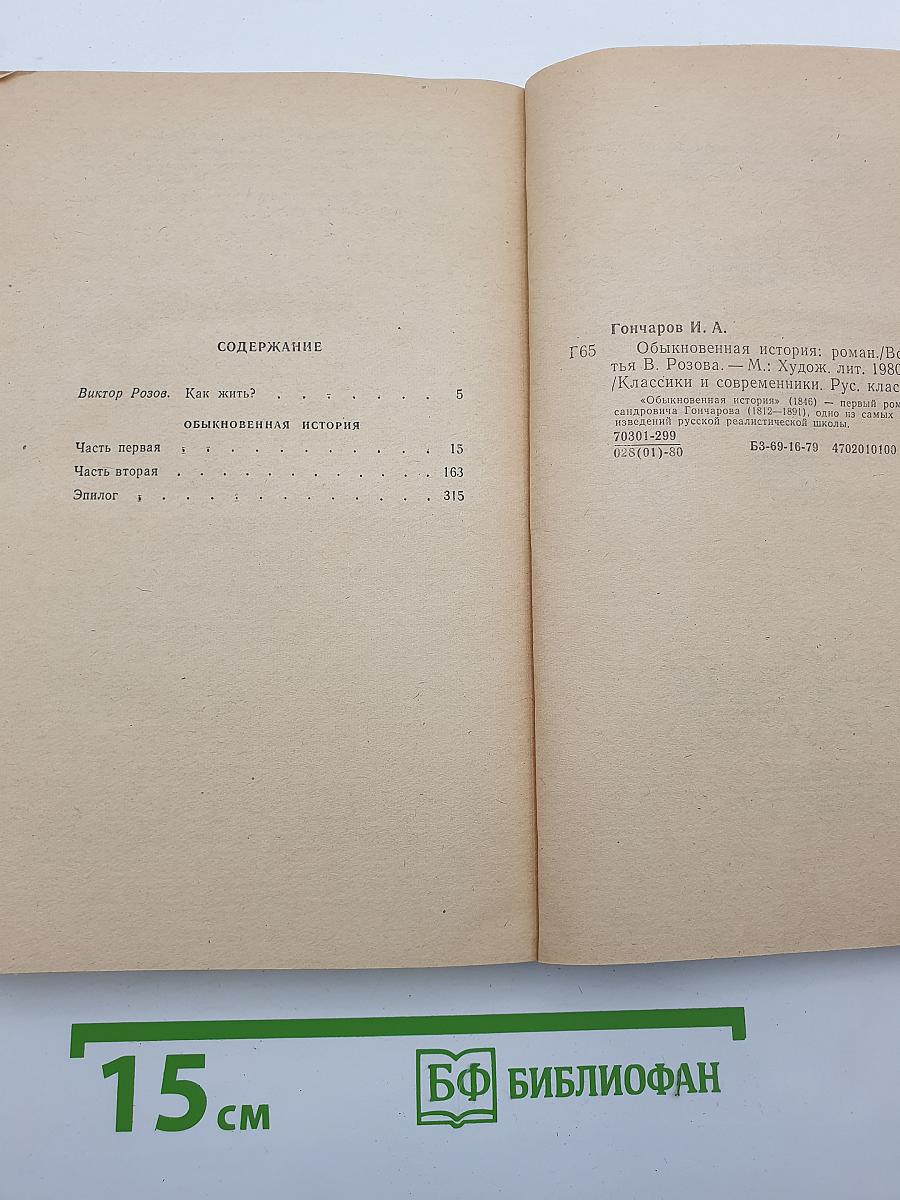 СОДЕРЖАНИЕ
Виктор Розов. Как жить? . . . . . . . 5
ОБЫКНОВЕННАЯ ИСТОРИЯ
Часть первая . . . . . . . . . . . 15
Часть вторая . . . . . . . . . . . . 163
Эпилог . . . . . . . . . . . . . 315
Гончаров И. А.
Г65 Обыкновенная история: роман./Вс
тья В. Розова. — М.: Худож. лит. 1980
/Классики и современники. Рус. клас
«Обыкновенная история» (1846) — первый ром
сандровича Гончарова (1812—1891), одно из самых
изведений русской реалистической школы.
70301-299
028(01)-80 БЗ-69-16-79 4702010100
15 см
БФ БИБЛИОФАН